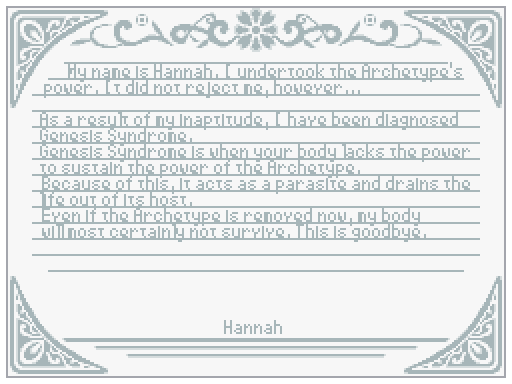 My name is Hannah. I undertook the Archetype's
power. It did not reject me, however...
As a result of my inaptitude, I have been diagnosed
Genesis Syndrome.
Genesis Syndrome is when your body lacks the power
to sustain the power of the Archetype.
Because of this, it acts as a parasite and drains the
life out of its host.
Even if the Archetype is removed now, my body
will most certainly not survive. This is goodbye.
Hannah